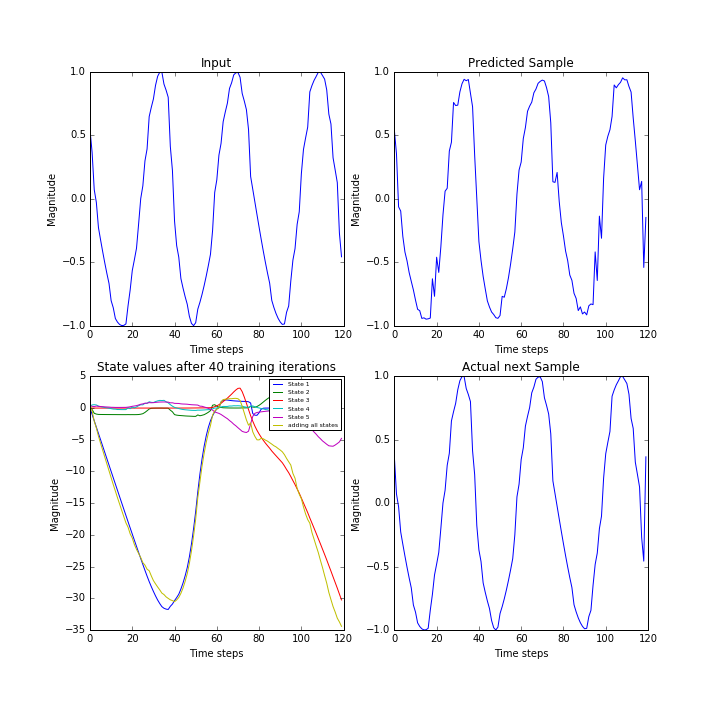 Input
1.0
0.5
0.0
−0.5
−1.0
Magnitude
0 20 40 60 80 100 120
Time steps
Predicted Sample
1.0
0.5
0.0
−0.5
−1.0
Magnitude
0 20 40 60 80 100 120
Time steps
State values after 40 training iterations
5
0
−5
−10
−15
−20
−25
−30
−35
Magnitude
State 1
State 2
State 3
State 4
State 5
adding all states
0 20 40 60 80 100 120
Time steps
Actual next Sample
1.0
0.5
0.0
−0.5
−1.0
Magnitude
0 20 40 60 80 100 120
Time steps